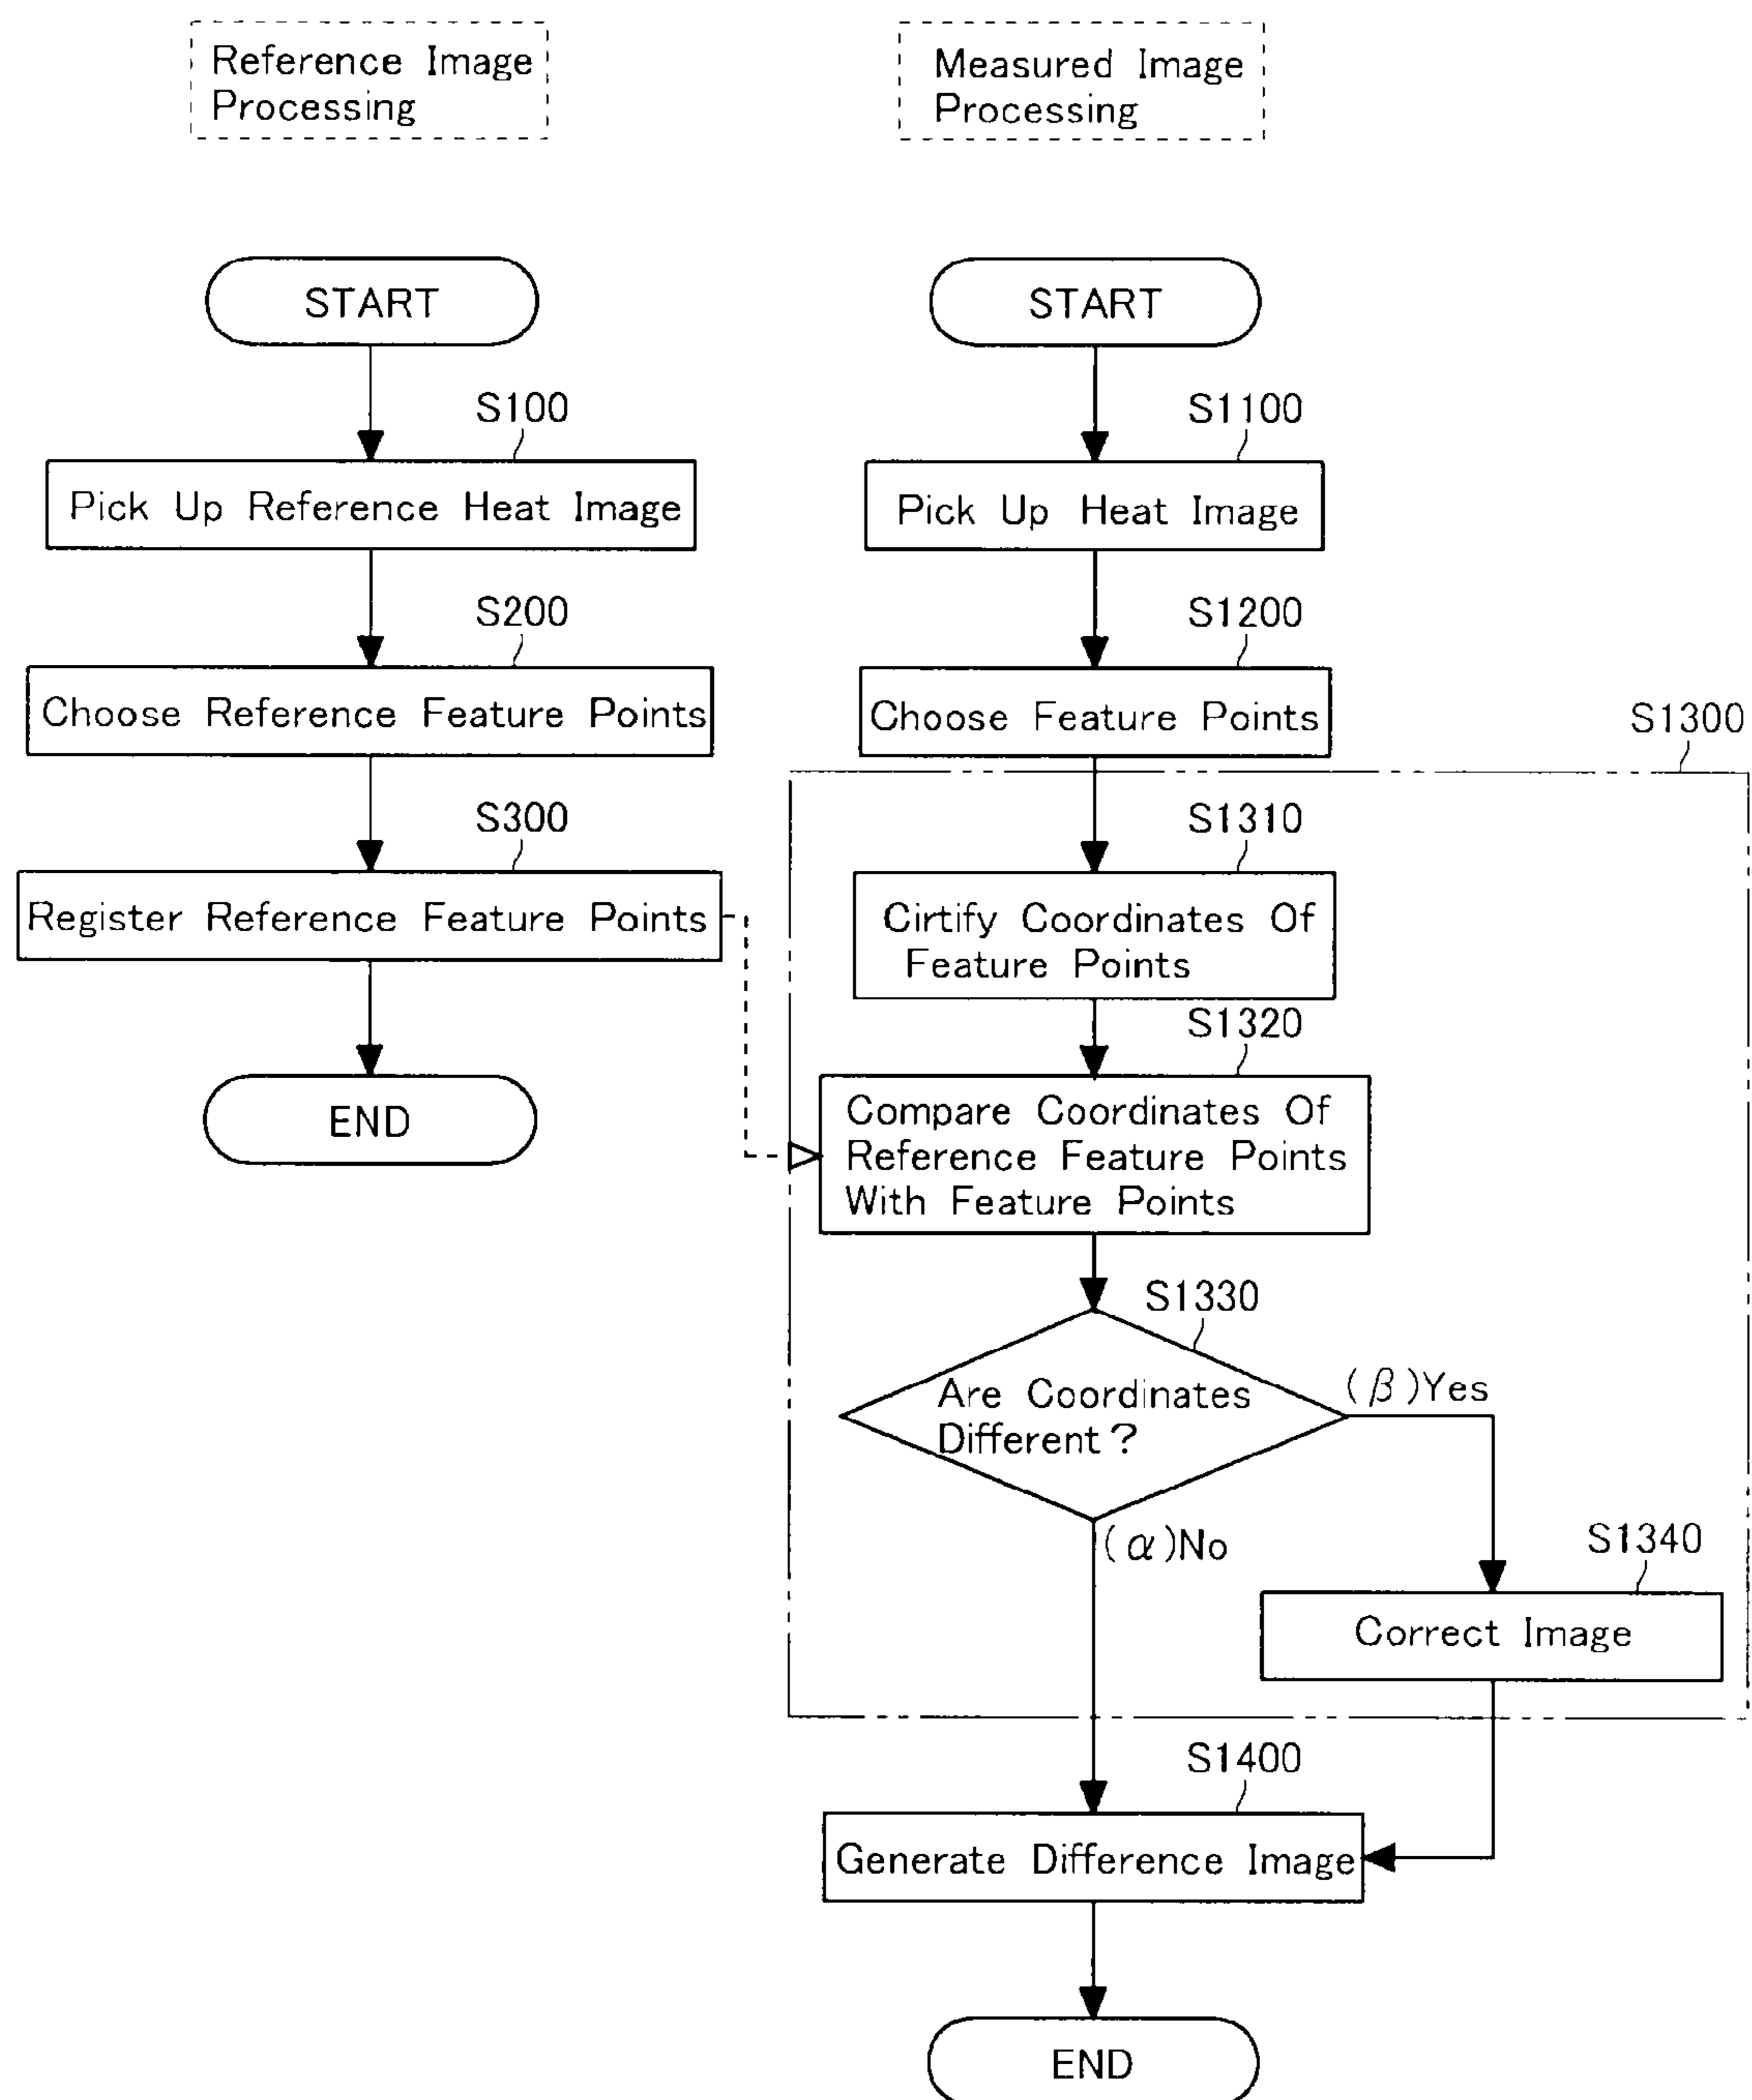 Reference Image
Processing
START
S100
Pick Up Reference Heat Image
S200
Choose Reference Feature Points
S300
Register Reference Feature Points
END
Measured Image
Processing
START
S1100
Pick Up Heat Image
S1200
Choose Feature Points
S1300
S1310
Cirtify Coordinates Of
Feature Points
S1320
Compare Coordinates Of
Reference Feature Points
With Feature Points
S1330
Are Coordinates
Different?
(β)Yes
(α)No
S1340
Correct Image
S1400
Generate Difference Image
END